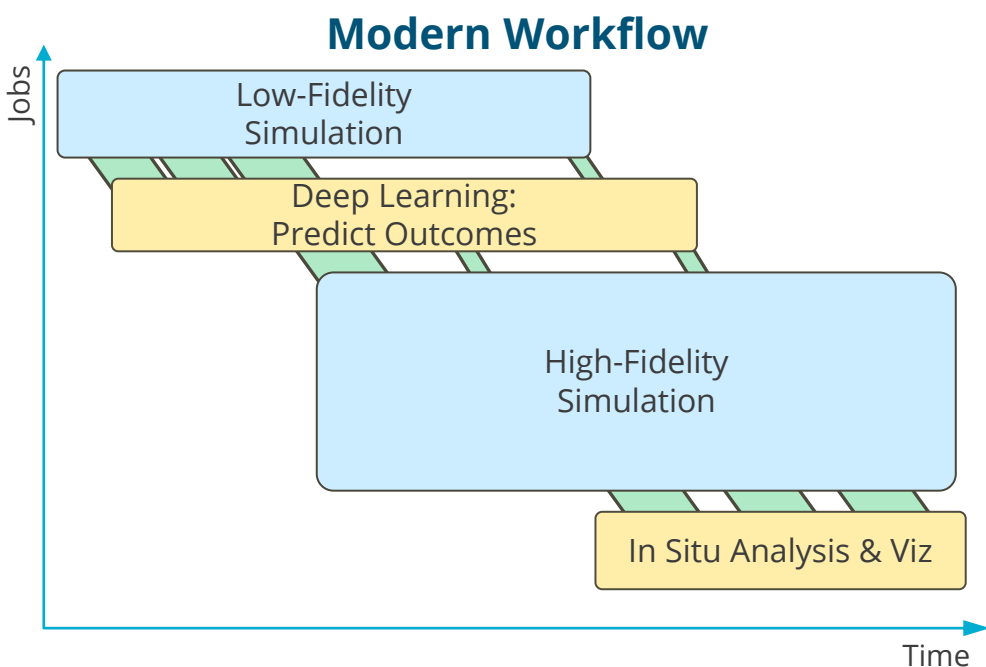 Modern Workflow
Jobs
Low-Fidelity
Simulation
Deep Learning:
Predict Outcomes
High-Fidelity
Simulation
In Situ Analysis & Viz
Time